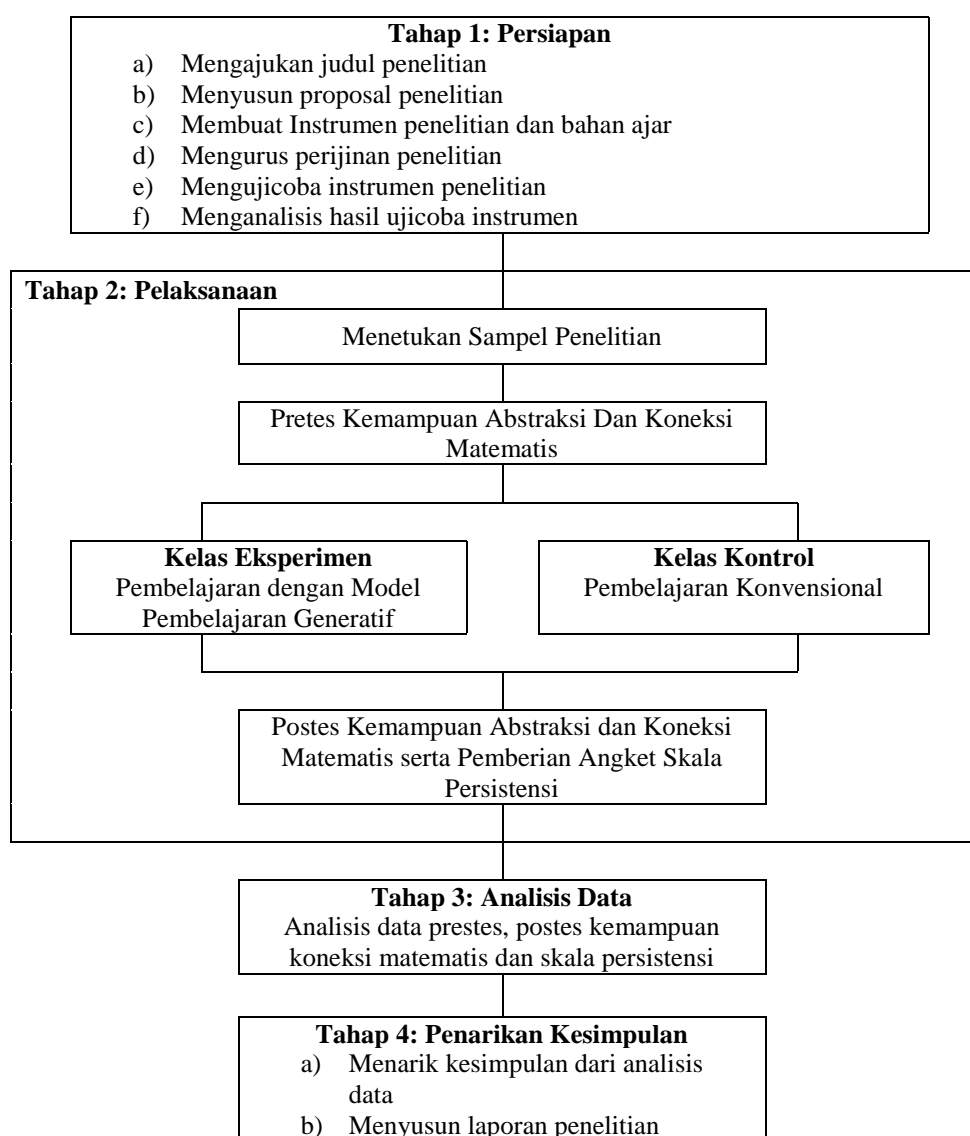 Tahap 1: Persiapan
a) Mengajukan judul penelitian
b) Menyusun proposal penelitian
c) Membuat Instrumen penelitian dan bahan ajar
d) Mengurus perijinan penelitian
e) Mengujicoba instrumen penelitian
f) Menganalisis hasil ujicoba instrumen
Tahap 2: Pelaksanaan
Menetukan Sampel Penelitian
Pretes Kemampuan Abstraksi Dan Koneksi
Matematis
Kelas Eksperimen
Pembelajaran dengan Model
Pembelajaran Generatif
Kelas Kontrol
Pembelajaran Konvensional
Postes Kemampuan Abstraksi dan Koneksi
Matematis serta Pemberian Angket Skala
Persistensi
Tahap 3: Analisis Data
Analisis data prestes, postes kemampuan
koneksi matematis dan skala persistensi
Tahap 4: Penarikan Kesimpulan
a) Menarik kesimpulan dari analisis
data
b) Menyusun laporan penelitian